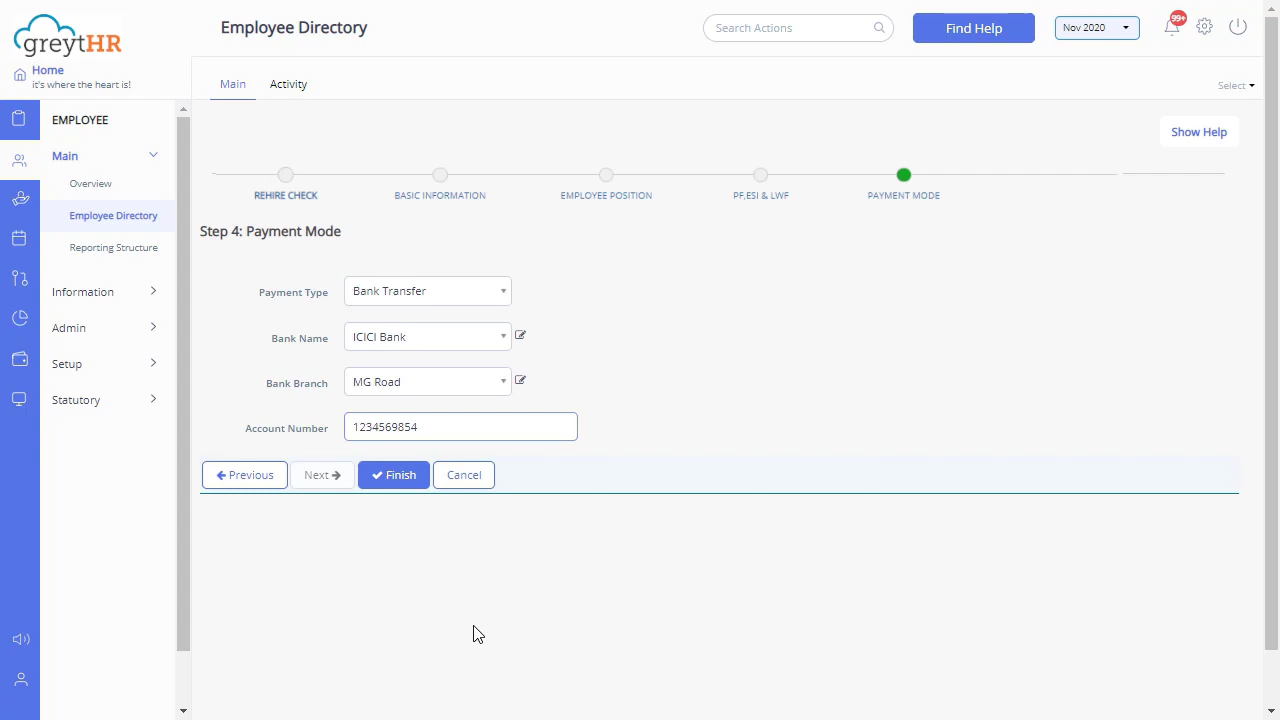 greytHR
Employee Directory
Search Actions
Find Help
Nov 2020
99+
Home
it's where the heart is!
Main
Activity
Select
EMPLOYEE
Main
Overview
Employee Directory
Reporting Structure
Information
Admin
Setup
Statutory
Show Help
REHIRE CHECK
BASIC INFORMATION
EMPLOYEE POSITION
PF,ESI & LWF
PAYMENT MODE
Step 4: Payment Mode
Payment Type
Bank Transfer
Bank Name
ICICI Bank
Bank Branch
MG Road
Account Number
1234569854
Previous
Next
Finish
Cancel